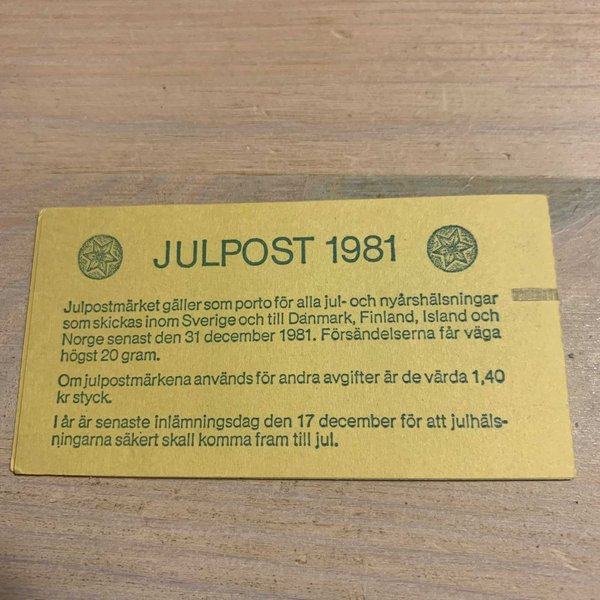 JULPOST 1981
Julpostmärket gäller som porto för alla jul- och nyårshälsningar
som skickas inom Sverige och till Danmark, Finland, Island och
Norge senast den 31 december 1981. Försändelserna får väga
högst 20 gram.
Om julpostmärkena används för andra avgifter är de värda 1,40
kr styck.
I år är senaste inlämningsdag den 17 december för att julhäls-
ningarna säkert skall komma fram till jul.